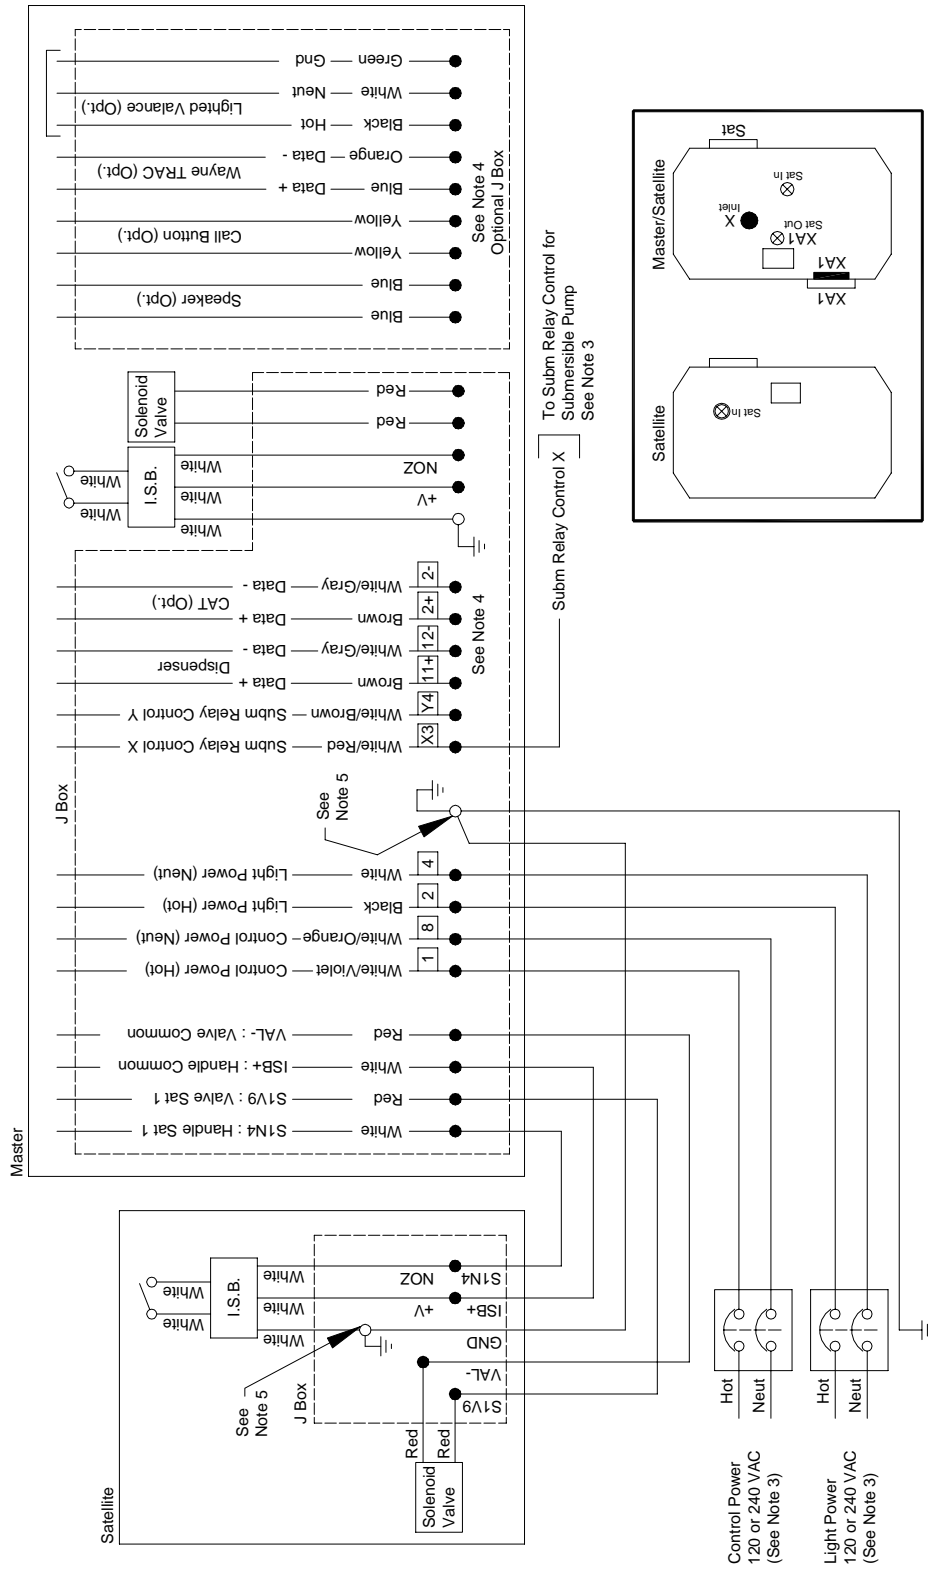 Master
J Box
Green — Gnd
White — Neut
Black — Hot
Lighted Valance (Opt.)
Orange — Data -
Blue — Data +
Wayne TRAC (Opt.)
Yellow
Yellow
Call Button (Opt.)
Blue
Blue
Speaker (Opt.)
See Note 4
Optional J Box
Solenoid
Valve
Red
Red
I.S.B.
White
White
White
White
White
NOZ
+V
White/Gray — Data -
2-
Brown — Data +
2+
CAT (Opt.)
White/Gray — Data -
12-
Brown — Data +
11+
Dispenser
White/Brown — Subm Relay Control Y
Y4
White/Red — Subm Relay Control X
X3
See Note 4
Subm Relay Control X
To Subm Relay Control for
Submersible Pump
See Note 3
See
Note 5
White — Light Power (Neut)
4
Black — Light Power (Hot)
2
White/Orange — Control Power (Neut)
8
White/Violet — Control Power (Hot)
1
Red — VAL- : Valve Common
White — ISB+ : Handle Common
Red — S1V9 : Valve Sat 1
White — S1N4 : Handle Sat 1
Satellite
J Box
I.S.B.
White
White
White
White
White
NOZ
+V
S1N4
ISB+
GND
VAL-
S1V9
See
Note 5
Red
Red
Solenoid
Valve
Control Power
120 or 240 VAC
(See Note 3)
Hot
Neut
Light Power
120 or 240 VAC
(See Note 3)
Hot
Neut
Satellite
Sat In
Master/Satellite
Sat
Sat In
X
Inlet
Sat Out
XA1
XA1
XA1